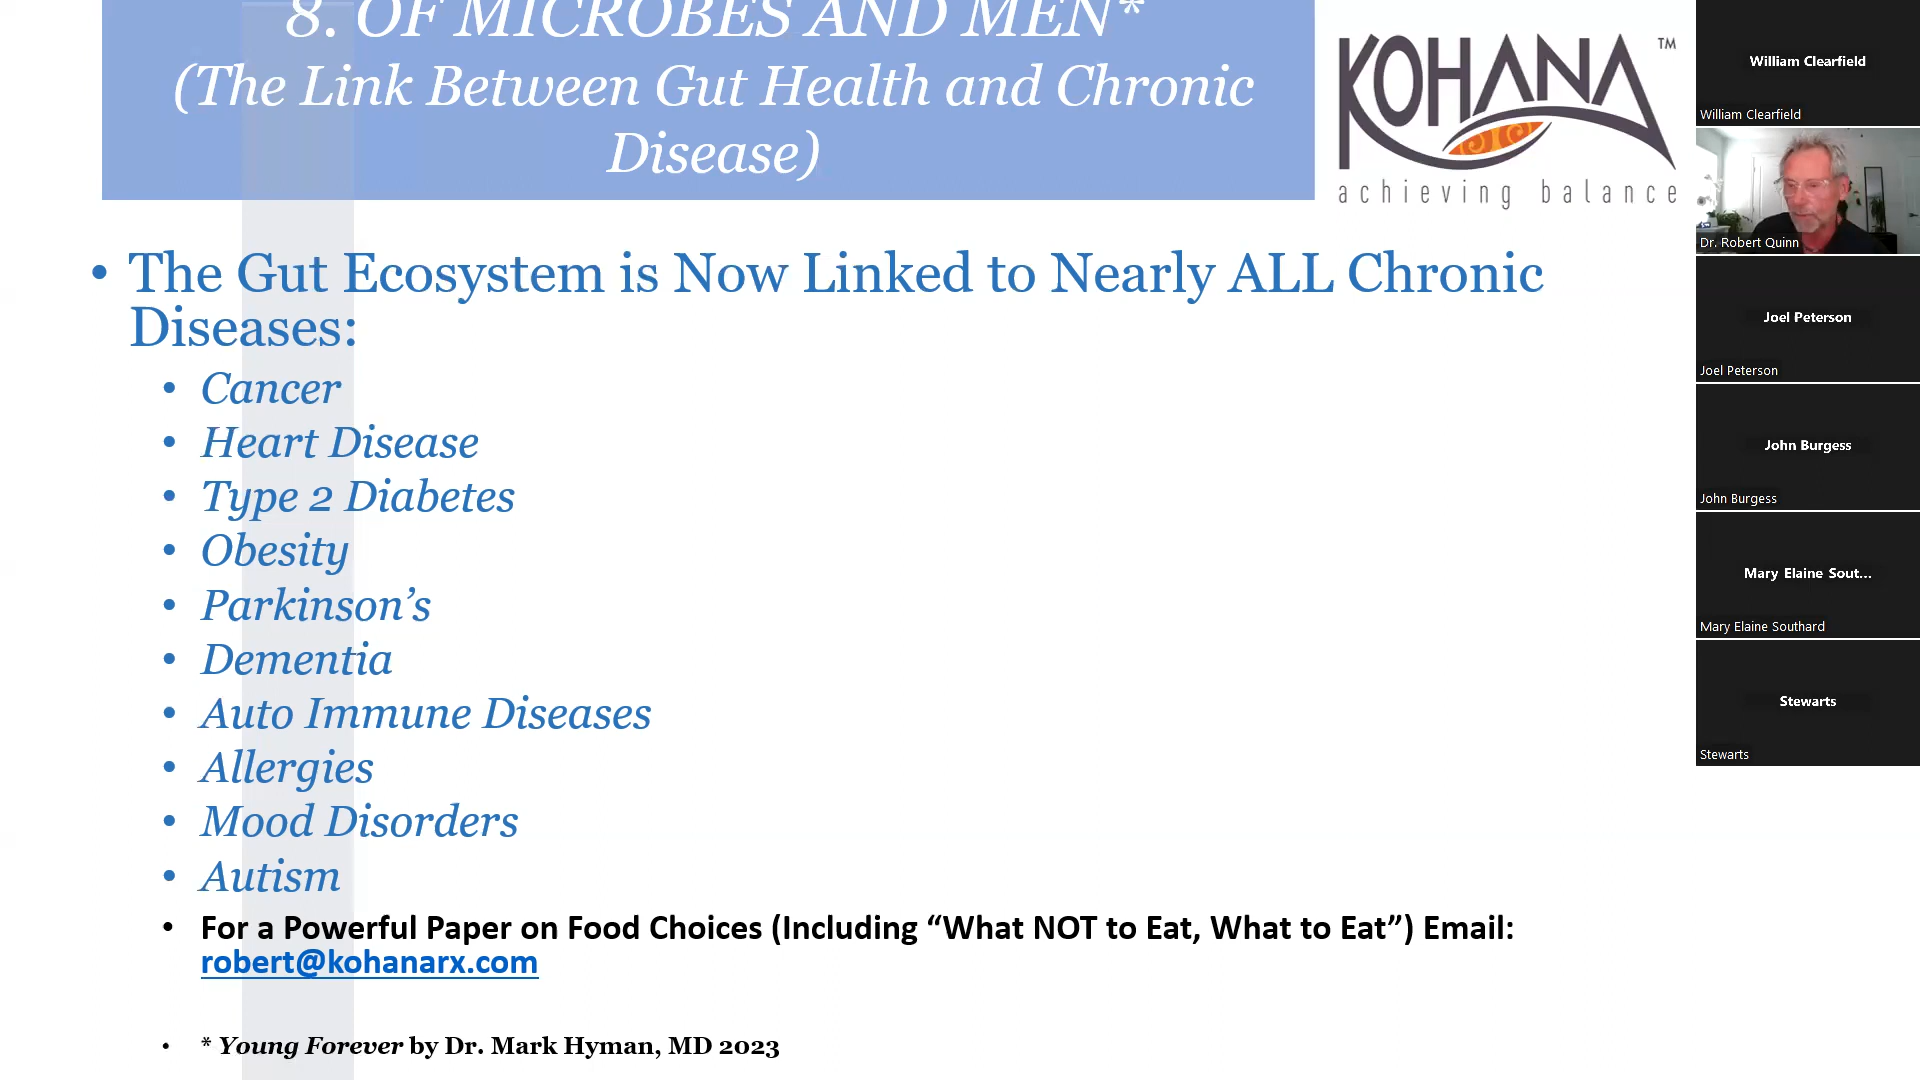 8. OF MICROBES AND MEN*
(The Link Between Gut Health and Chronic
Disease)
KOHANA™
achieving balance
• The Gut Ecosystem is Now Linked to Nearly ALL Chronic
Diseases:
• Cancer
• Heart Disease
• Type 2 Diabetes
• Obesity
• Parkinson’s
• Dementia
• Auto Immune Diseases
• Allergies
• Mood Disorders
• Autism
• For a Powerful Paper on Food Choices (Including “What NOT to Eat, What to Eat”) Email:
robert@kohanarx.com
• * Young Forever by Dr. Mark Hyman, MD 2023
William Clearfield
William Clearfield
Dr. Robert Quinn
Joel Peterson
Joel Peterson
John Burgess
John Burgess
Mary Elaine Sout...
Mary Elaine Southard
Stewarts
Stewarts